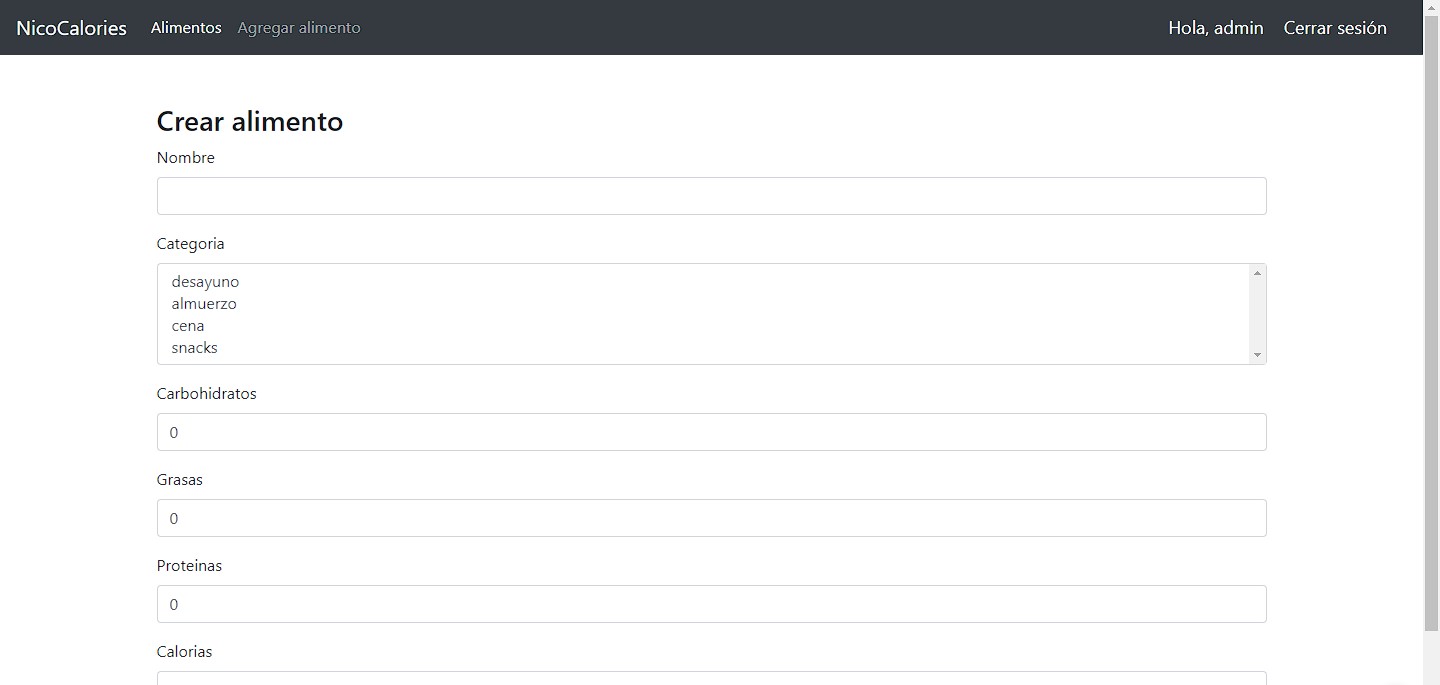 NicoCalories Alimentos Agregar alimento Hola, admin Cerrar sesión
Crear alimento
Nombre
Categoria
desayuno
almuerzo
cena
snacks
Carbohidratos
0
Grasas
0
Proteinas
0
Calorias